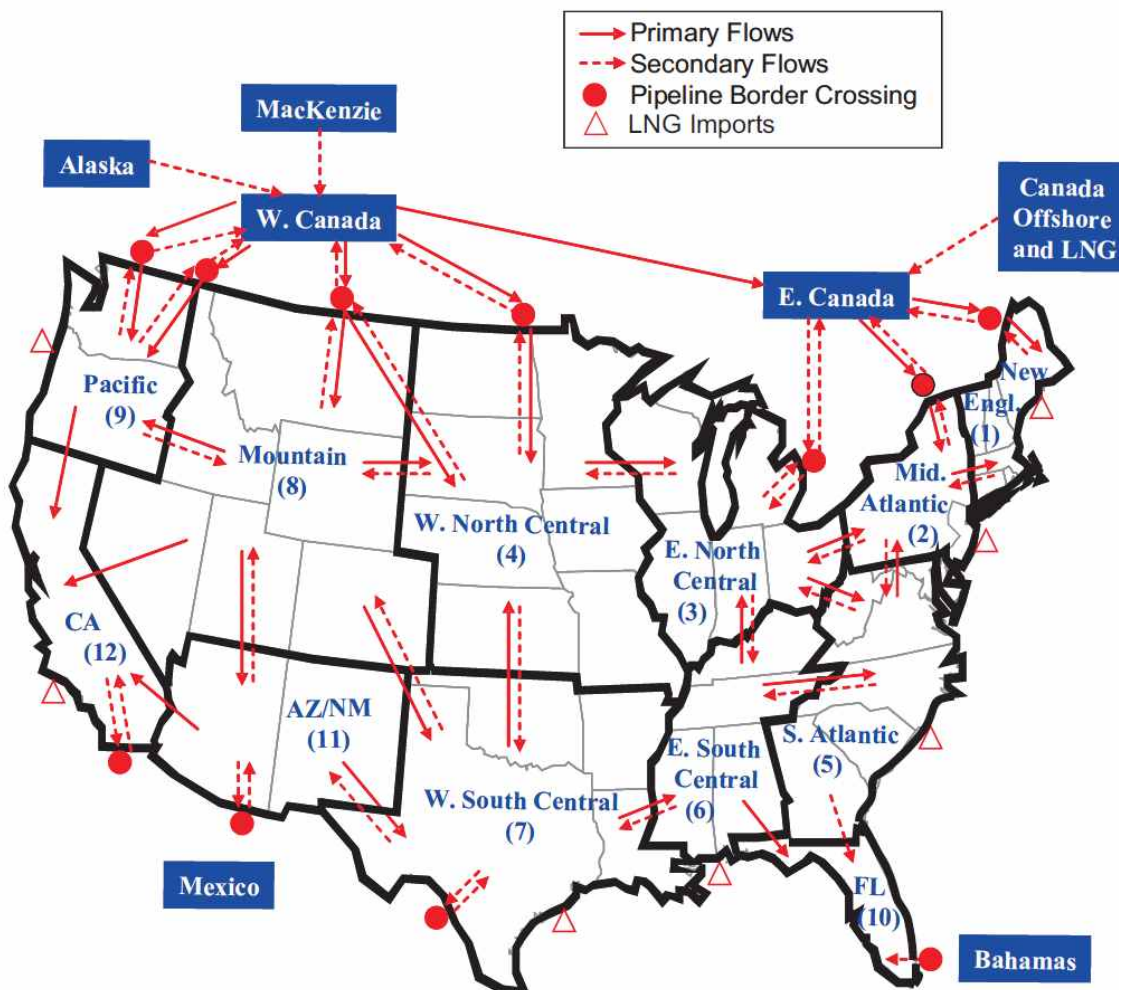 Primary Flows
Secondary Flows
Pipeline Border Crossing
LNG Imports
MacKenzie
Alaska
W. Canada
Canada
Offshore
and LNG
E. Canada
New
Engl.
(1)
Pacific
(9)
Mountain
(8)
Mid.
Atlantic
(2)
W. North Central
(4)
E. North
Central
(3)
CA
(12)
AZ/NM
(11)
E. South
Central
(6)
S. Atlantic
(5)
W. South Central
(7)
Mexico
FL
(10)
Bahamas